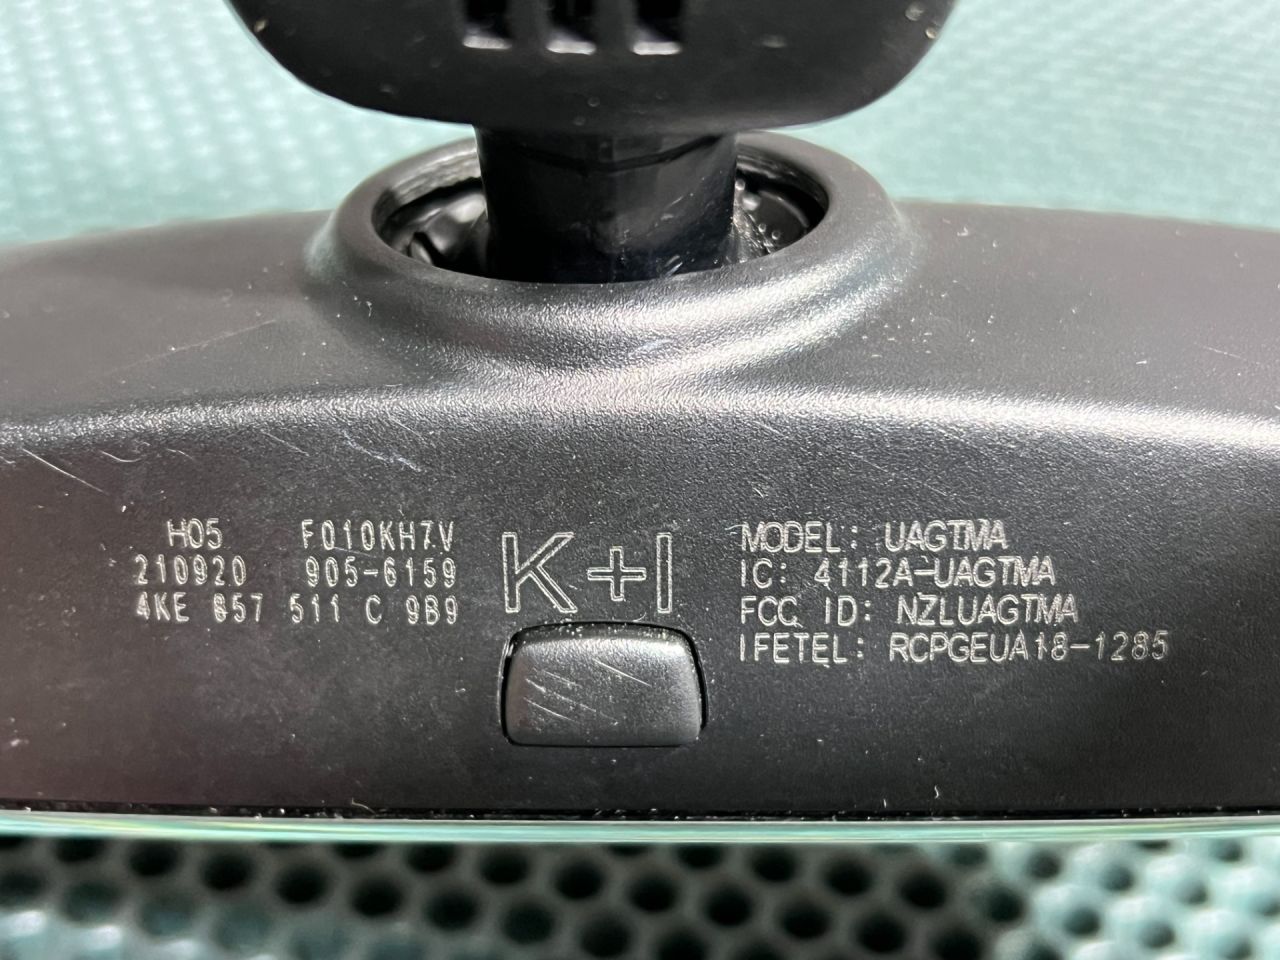 H05 F010KH7.V
210920 905-6159
4KE 857 511 C 9B9
K+I
MODEL: UAGTMA
IC: 4112A-UAGTMA
FCC ID: NZLUAGTMA
IFETEL: RCPGEUA18-1285